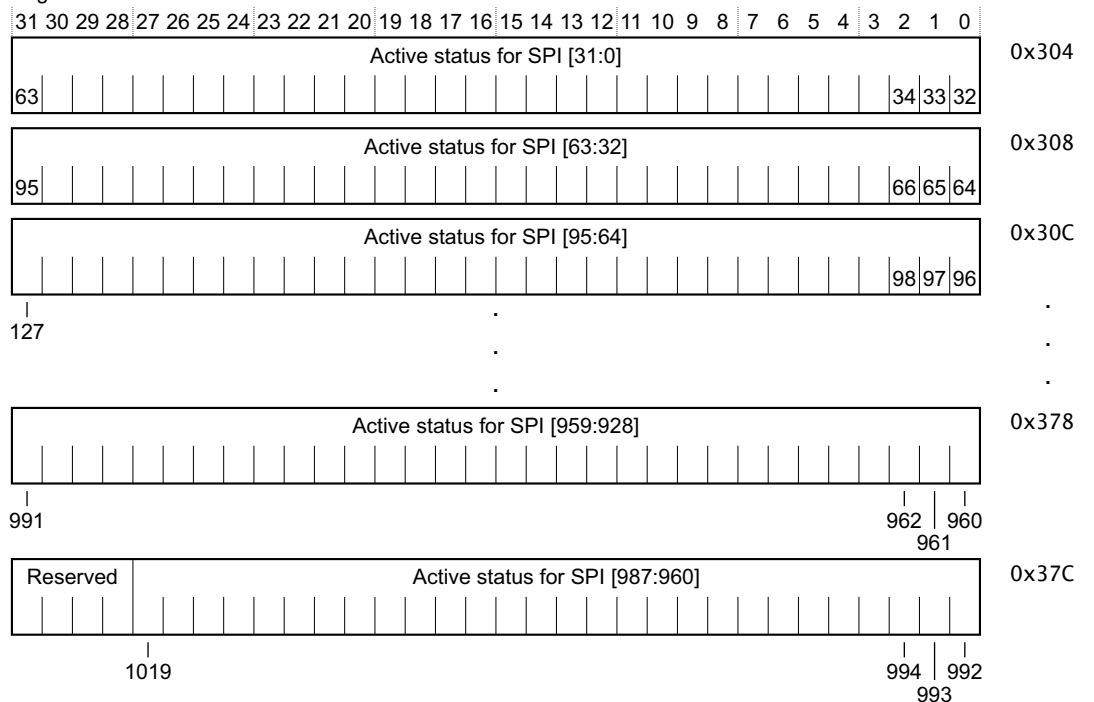 31 30 29 28 27 26 25 24 23 22 21 20 19 18 17 16 15 14 13 12 11 10 9 8 7 6 5 4 3 2 1 0
Active status for SPI [31:0] 0x304
63 34 33 32
Active status for SPI [63:32] 0x308
95 66 65 64
Active status for SPI [95:64] 0x30C
98 97 96
127
Active status for SPI [959:928] 0x378
991 962 960
961
Reserved Active status for SPI [987:960] 0x37C
1019 994 992
993